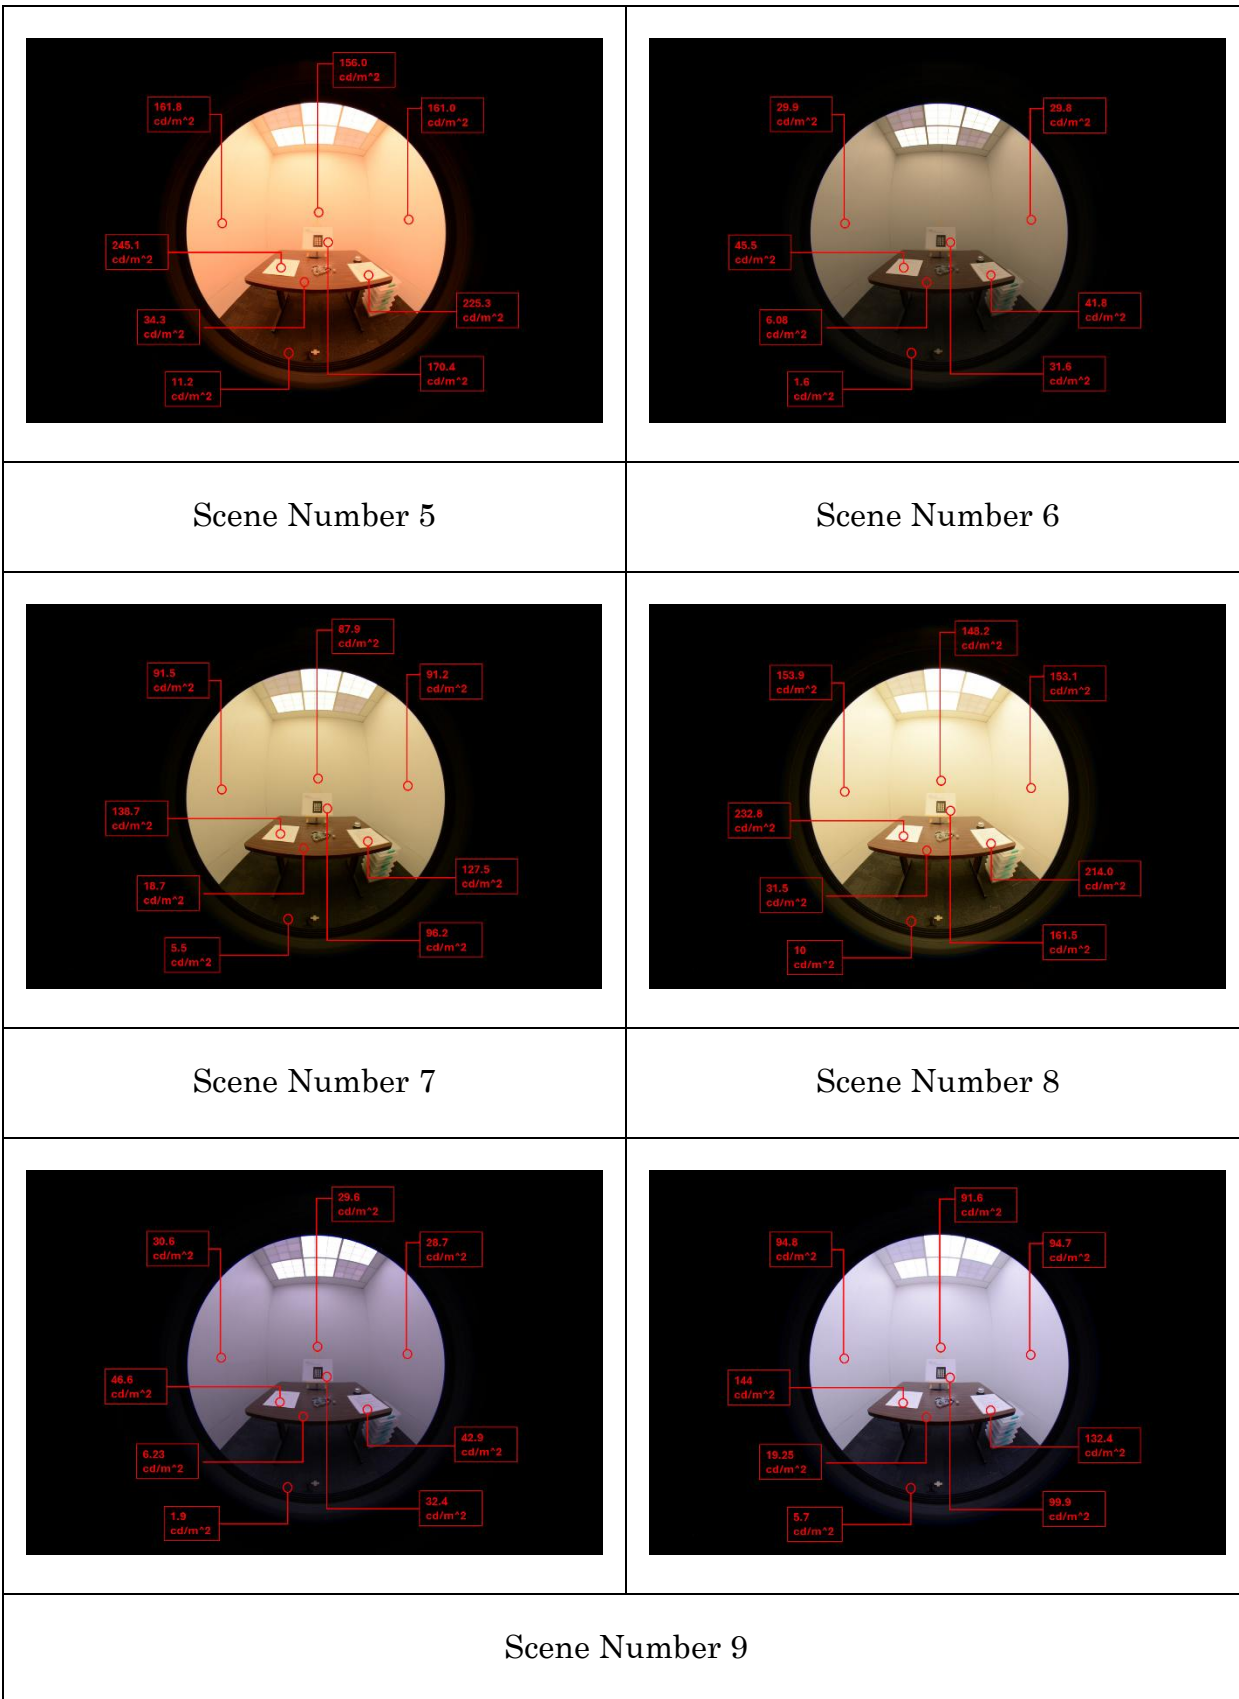 156.0
cd/m^2
161.8
cd/m^2
161.0
cd/m^2
245.1
cd/m^2
34.3
cd/m^2
225.3
cd/m^2
11.2
cd/m^2
170.4
cd/m^2
29.9
cd/m^2
29.8
cd/m^2
45.5
cd/m^2
6.08
cd/m^2
41.8
cd/m^2
1.6
cd/m^2
31.6
cd/m^2
Scene Number 5
Scene Number 6
87.9
cd/m^2
91.5
cd/m^2
91.2
cd/m^2
138.7
cd/m^2
18.7
cd/m^2
127.5
cd/m^2
5.5
cd/m^2
96.2
cd/m^2
148.2
cd/m^2
153.9
cd/m^2
153.1
cd/m^2
232.8
cd/m^2
31.5
cd/m^2
214.0
cd/m^2
10
cd/m^2
161.5
cd/m^2
Scene Number 7
Scene Number 8
29.6
cd/m^2
30.6
cd/m^2
28.7
cd/m^2
46.6
cd/m^2
6.23
cd/m^2
42.9
cd/m^2
1.9
cd/m^2
32.4
cd/m^2
91.6
cd/m^2
94.8
cd/m^2
94.7
cd/m^2
144
cd/m^2
19.25
cd/m^2
132.4
cd/m^2
5.7
cd/m^2
99.9
cd/m^2
Scene Number 9